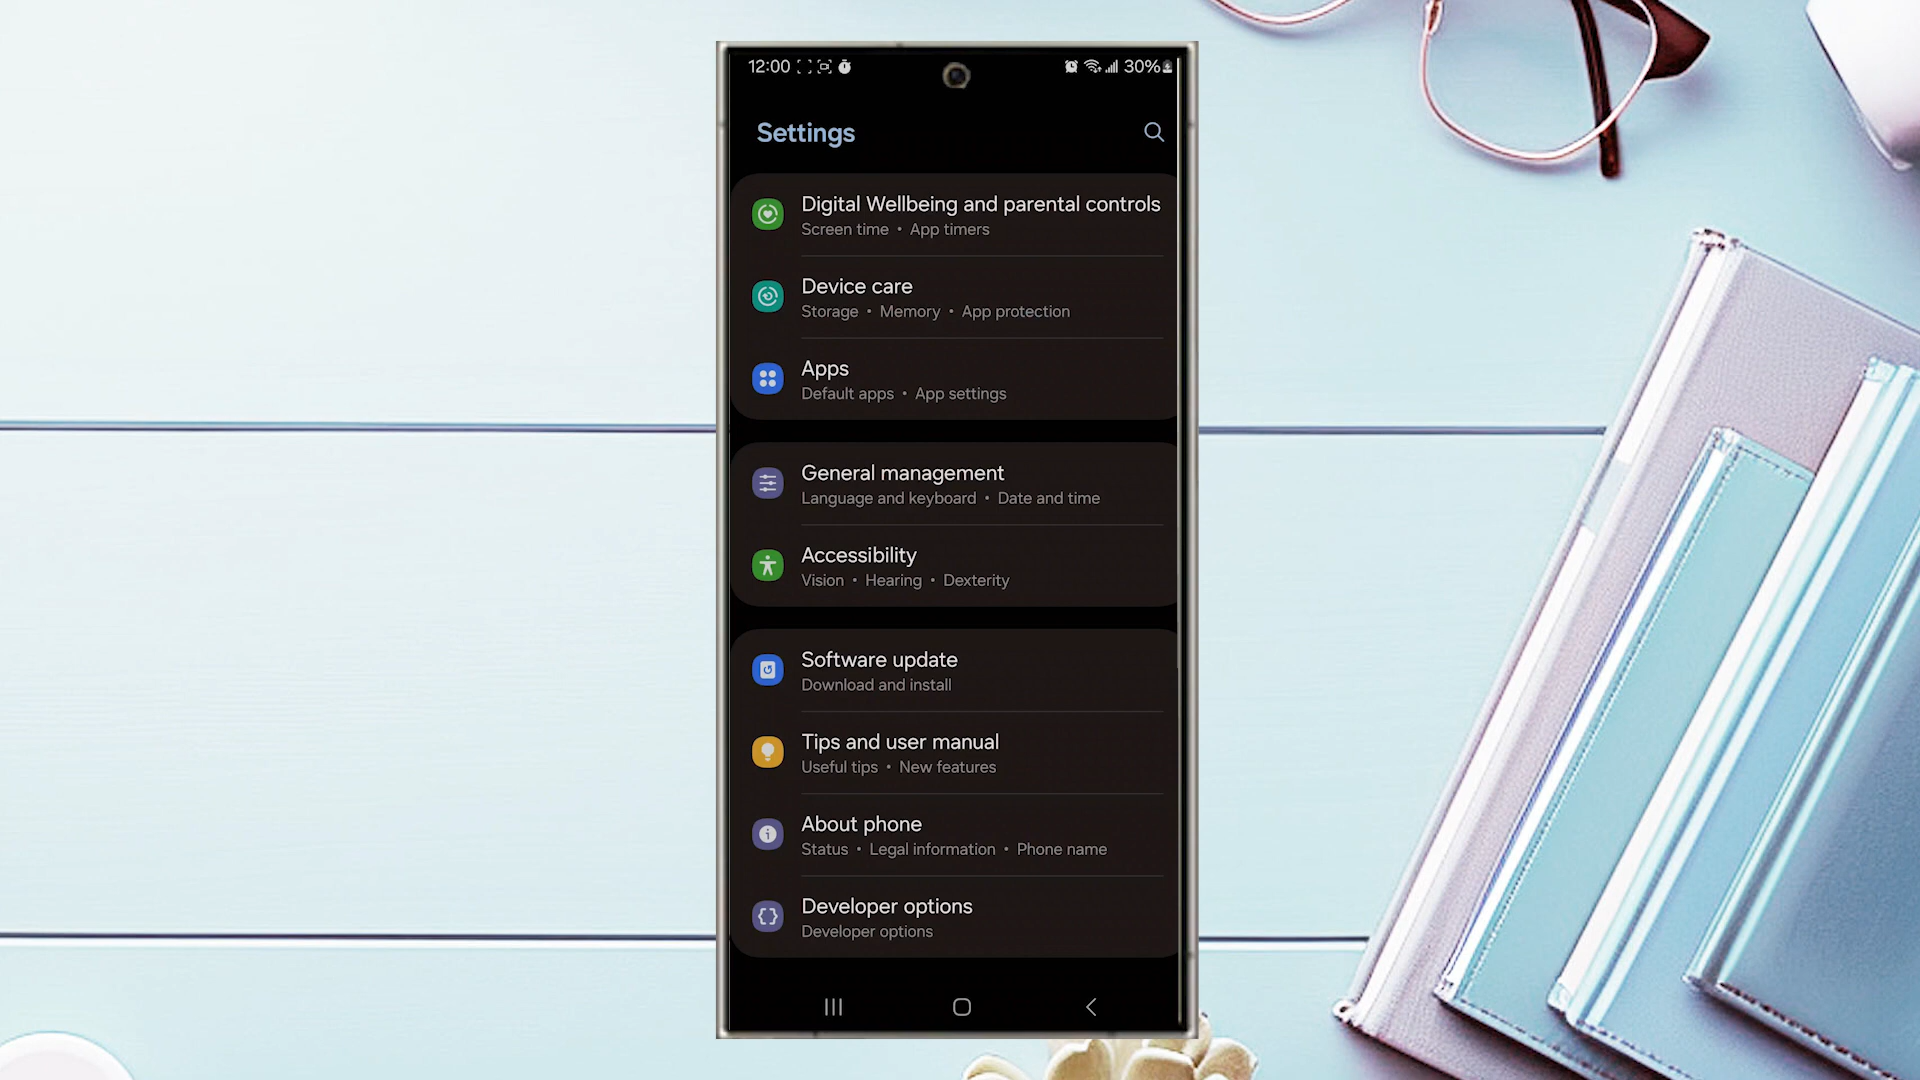 12:00 30%
Settings
Digital Wellbeing and parental controls
Screen time • App timers
Device care
Storage • Memory • App protection
Apps
Default apps • App settings
General management
Language and keyboard • Date and time
Accessibility
Vision • Hearing • Dexterity
Software update
Download and install
Tips and user manual
Useful tips • New features
About phone
Status • Legal information • Phone name
Developer options
Developer options